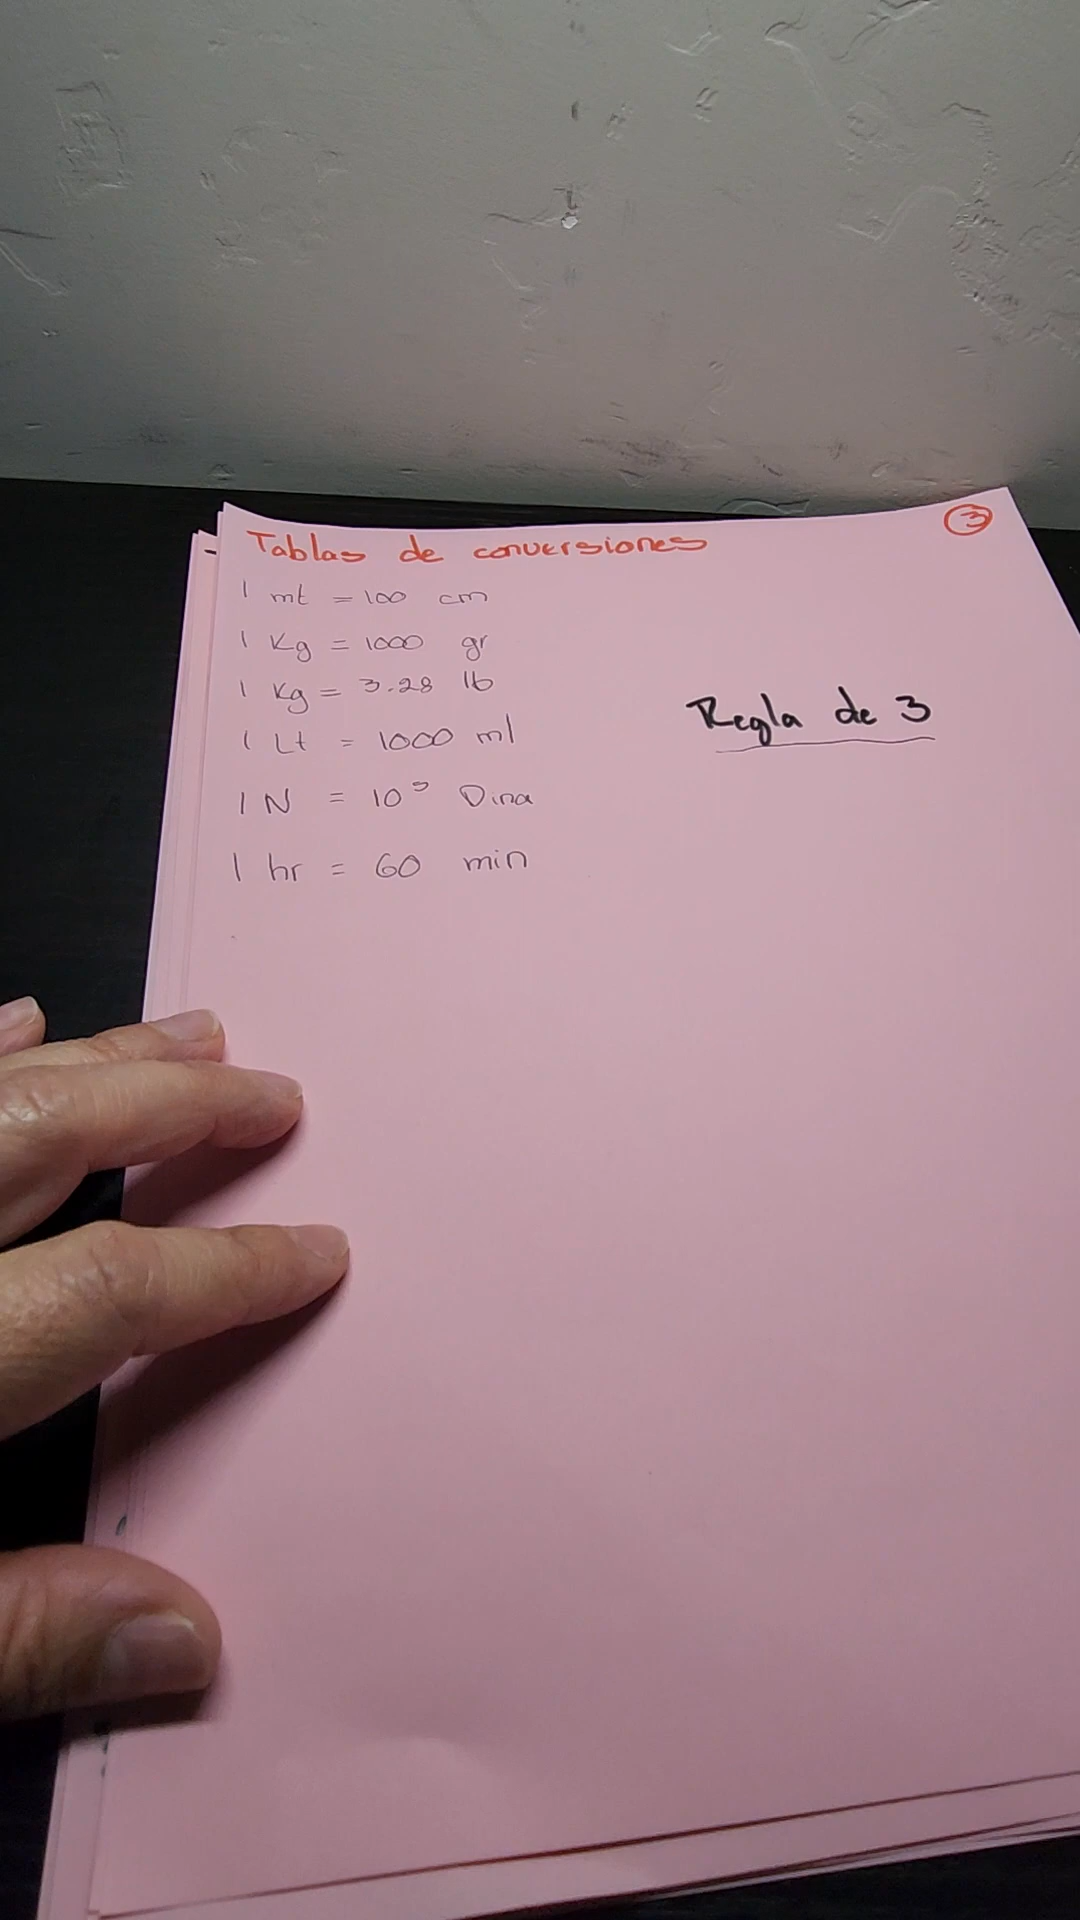 Tablas de conversiones
3
1 mt = 100 cm
1 Kg = 1000 gr
1 Kg = 3.28 lb
1 Lt = 1000 ml
1 N = 10⁵ Dina
1 hr = 60 min
Regla de 3